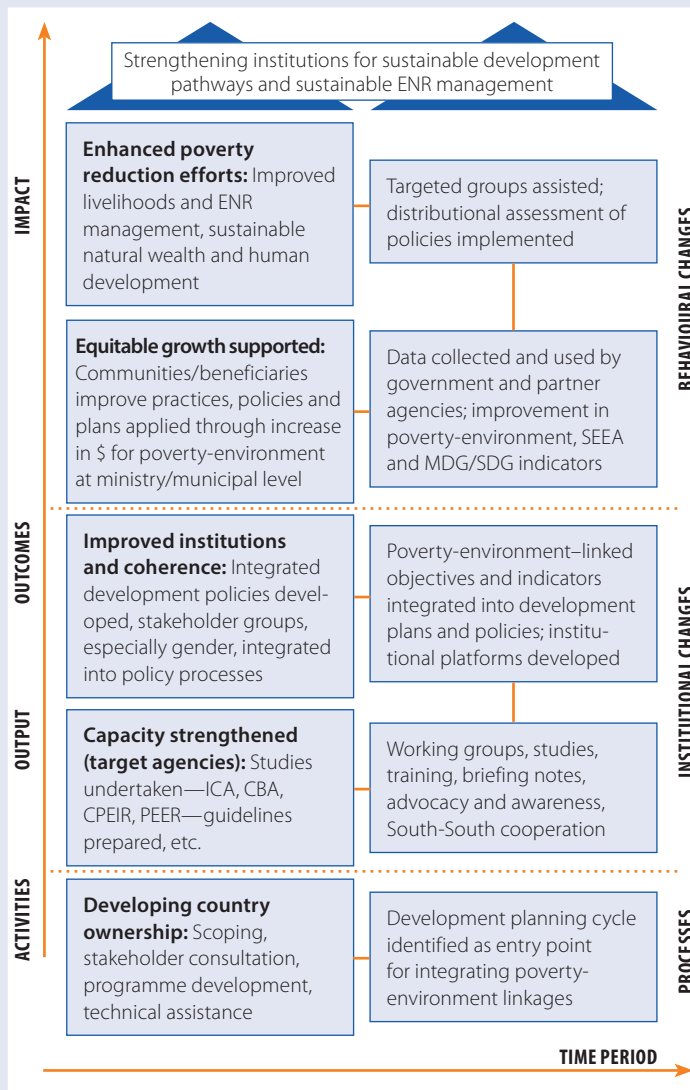 Strengthening institutions for sustainable development
pathways and sustainable ENR management
IMPACT
Enhanced poverty
reduction efforts: Improved
livelihoods and ENR
management, sustainable
natural wealth and human
development
Targeted groups assisted;
distributional assessment of
policies implemented
BEHAVIOURAL CHANGES
Equitable growth supported:
Communities/beneficiaries
improve practices, policies and
plans applied through increase
in $ for poverty-environment
at ministry/municipal level
Data collected and used by
government and partner
agencies; improvement in
poverty-environment, SEEA
and MDG/SDG indicators
OUTCOMES
Improved institutions
and coherence: Integrated
development policies devel-
oped, stakeholder groups,
especially gender, integrated
into policy processes
Poverty-environment–linked
objectives and indicators
integrated into development
plans and policies; institu-
tional platforms developed
INSTITUTIONAL CHANGES
OUTPUT
Capacity strengthened
(target agencies): Studies
undertaken—ICA, CBA,
CPEIR, PEER—guidelines
prepared, etc.
Working groups, studies,
training, briefing notes,
advocacy and awareness,
South-South cooperation
ACTIVITIES
Developing country
ownership: Scoping,
stakeholder consultation,
programme development,
technical assistance
Development planning cycle
identified as entry point
for integrating poverty-
environment linkages
PROCESSES
TIME PERIOD